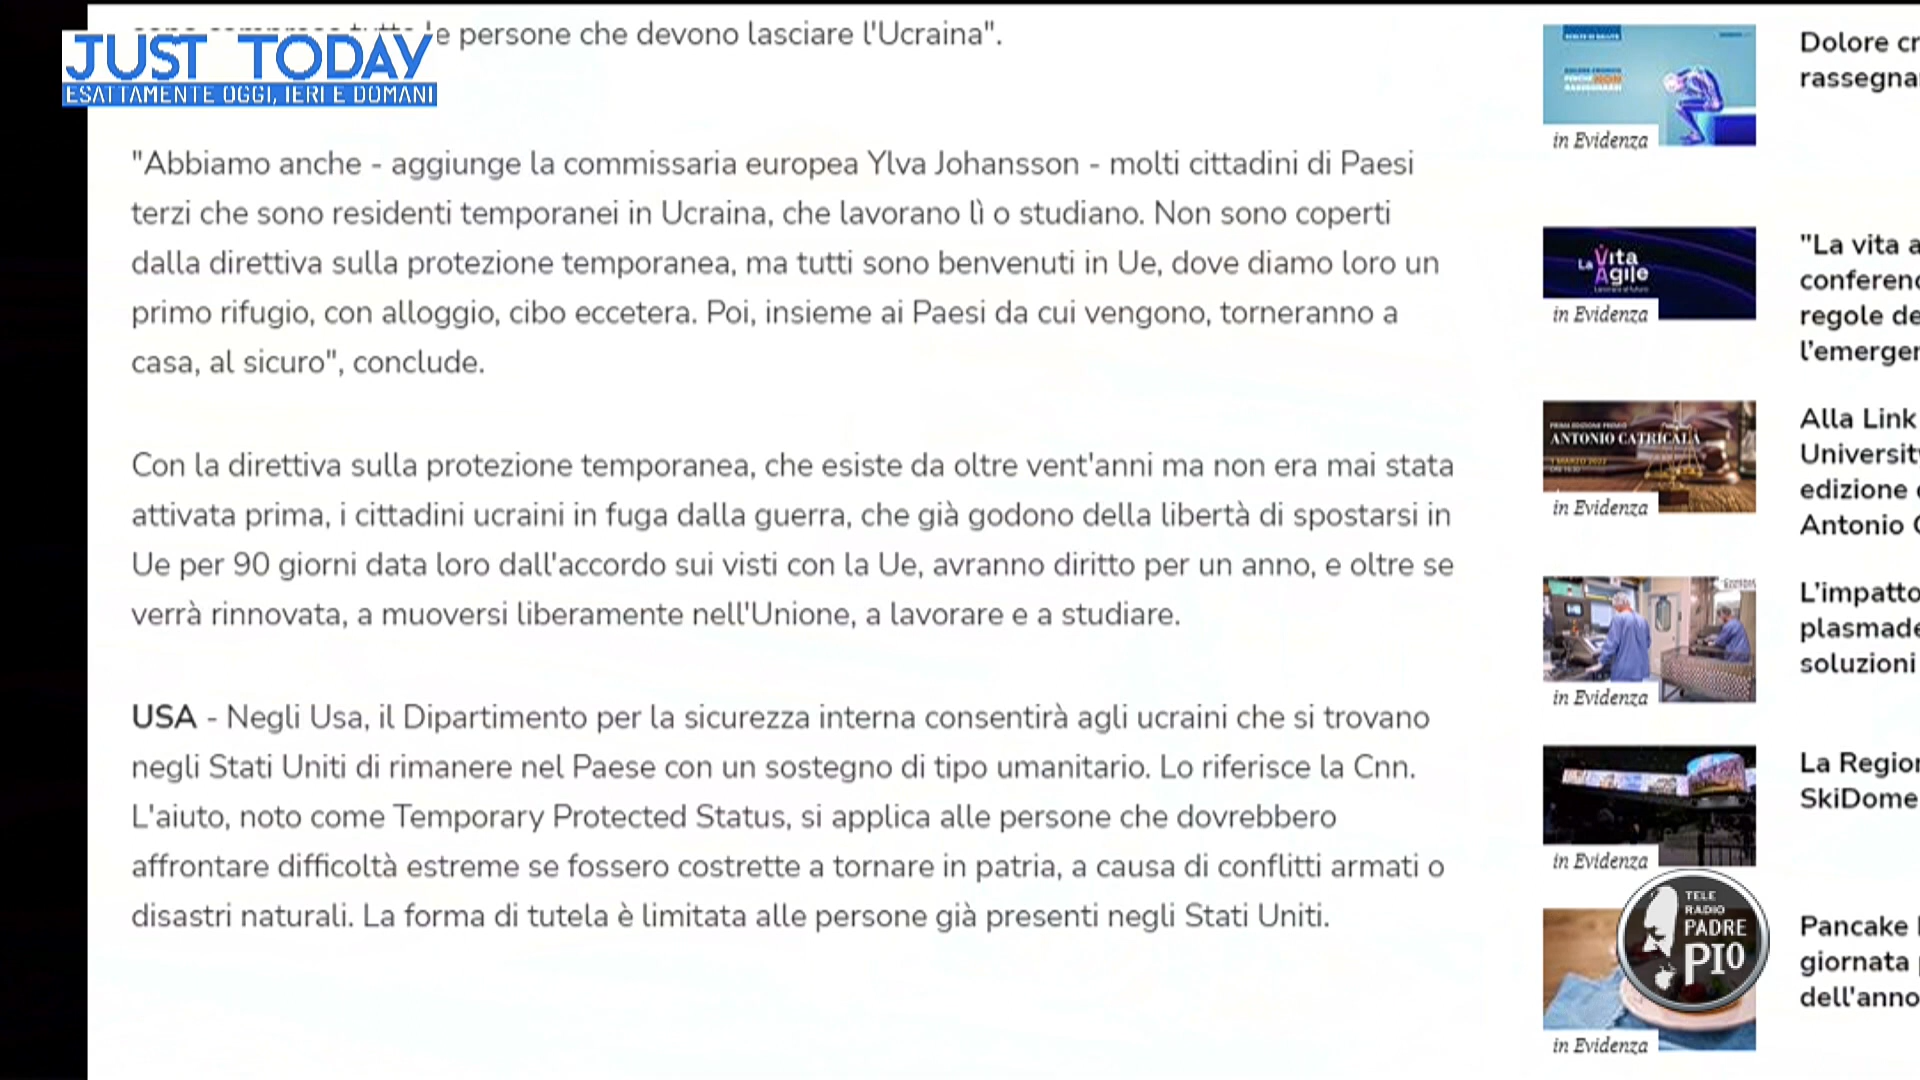 JUST TODAY
ESATTAMENTE OGGI, IERI E DOMANI
e persone che devono lasciare l'Ucraina".
"Abbiamo anche - aggiunge la commissaria europea Ylva Johansson - molti cittadini di Paesi
terzi che sono residenti temporanei in Ucraina, che lavorano lì o studiano. Non sono coperti
dalla direttiva sulla protezione temporanea, ma tutti sono benvenuti in Ue, dove diamo loro un
primo rifugio, con alloggio, cibo eccetera. Poi, insieme ai Paesi da cui vengono, torneranno a
casa, al sicuro", conclude.
Con la direttiva sulla protezione temporanea, che esiste da oltre vent'anni ma non era mai stata
attivata prima, i cittadini ucraini in fuga dalla guerra, che già godono della libertà di spostarsi in
Ue per 90 giorni data loro dall'accordo sui visti con la Ue, avranno diritto per un anno, e oltre se
verrà rinnovata, a muoversi liberamente nell'Unione, a lavorare e a studiare.
USA - Negli Usa, il Dipartimento per la sicurezza interna consentirà agli ucraini che si trovano
negli Stati Uniti di rimanere nel Paese con un sostegno di tipo umanitario. Lo riferisce la Cnn.
L'aiuto, noto come Temporary Protected Status, si applica alle persone che dovrebbero
affrontare difficoltà estreme se fossero costrette a tornare in patria, a causa di conflitti armati o
disastri naturali. La forma di tutela è limitata alle persone già presenti negli Stati Uniti.
in Evidenza
Dolore cr
rassegna
La Vita
Agile
in Evidenza
"La vita a
conferenc
regole de
l'emerger
PRIMA EDIZIONE PREMIO
ANTONIO CATRICALÀ
in Evidenza
Alla Link
Universit
edizione
Antonio C
in Evidenza
L'impatto
plasmade
soluzioni
in Evidenza
La Region
SkiDome
in Evidenza
Pancake
giornata
dell'anno
TELE
RADIO
PADRE
PIO